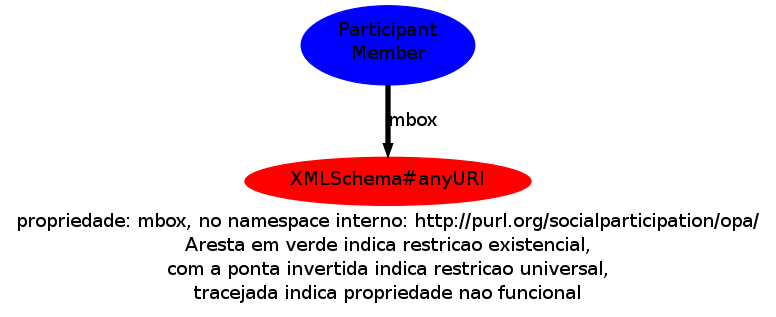 Participant
Member
mbox
XMLSchema#anyURI
propriedade: mbox, no namespace interno: http://purl.org/socialparticipation/opa/
Aresta em verde indica restricao existencial,
com a ponta invertida indica restricao universal,
tracejada indica propriedade nao funcional